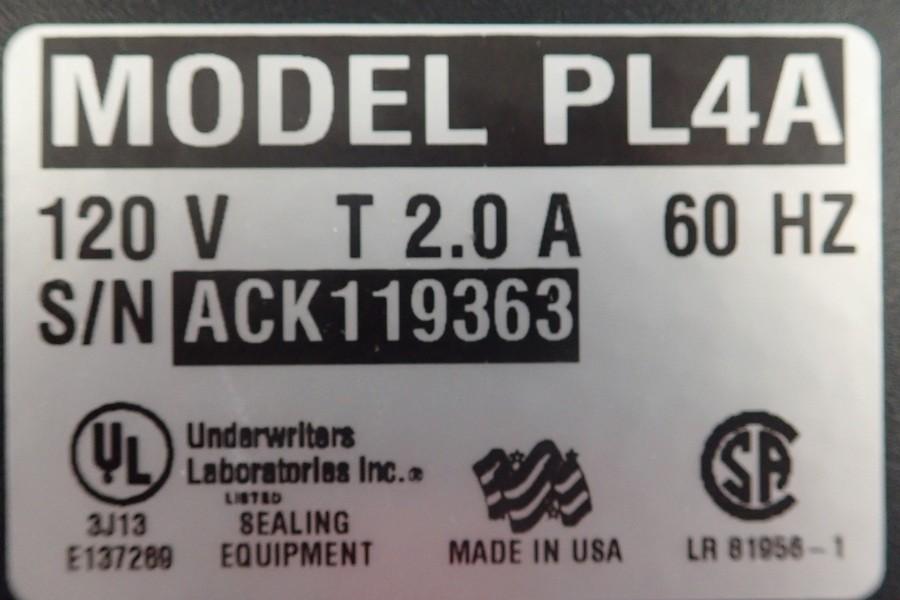 MODEL PL4A
120 V T 2.0 A 60 HZ
S/N ACK119363
UL Underwriters
Laboratories Inc.®
LISTED
3J13 SEALING
E137289 EQUIPMENT
MADE IN USA
SA
LR 81956-1